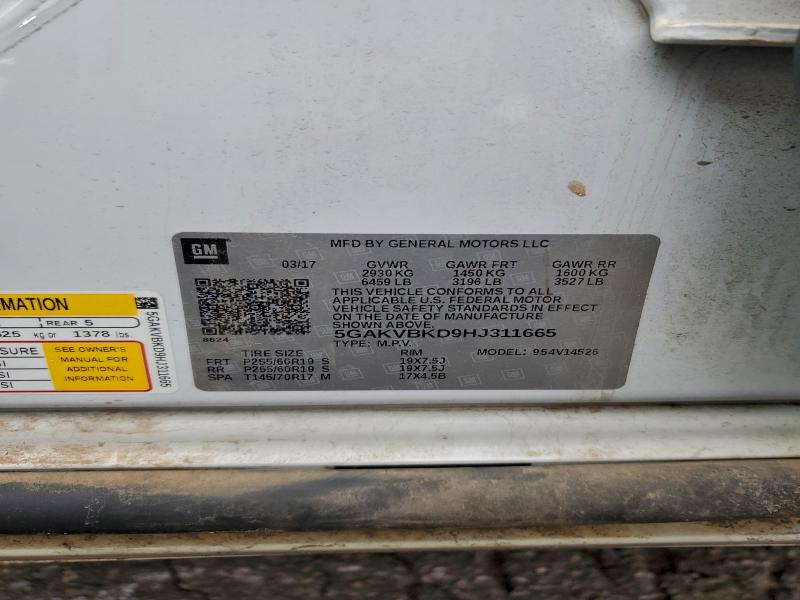 GM
MFD BY GENERAL MOTORS LLC
03/17 GVWR GAWR FRT GAWR RR
2930 KG 1450 KG 1600 KG
6459 LB 3196 LB 3527 LB
THIS VEHICLE CONFORMS TO ALL
APPLICABLE U.S. FEDERAL MOTOR
VEHICLE SAFETY STANDARDS IN EFFECT
ON THE DATE OF MANUFACTURE
SHOWN ABOVE.
5GAKVBKD9HJ311665
8624
TYPE: M.P.V. MODEL: 954V14526
TIRE SIZE RIM
FRT P255/60R19 S 19X7.5J
RR P255/60R19 S 19X7.5J
SPA T145/70R17 M 17X4.5B
REAR 5
kg or 1378 lbs.
SEE OWNER'S
MANUAL FOR
ADDITIONAL
INFORMATION
5GAKVBKD9HJ311665